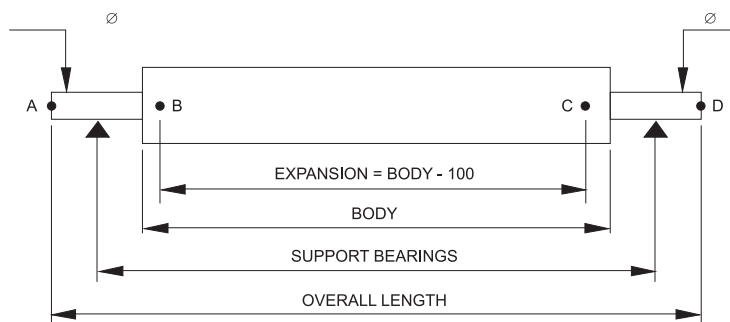 ∅ ∅
A B C D
EXPANSION = BODY - 100
BODY
SUPPORT BEARINGS
OVERALL LENGTH